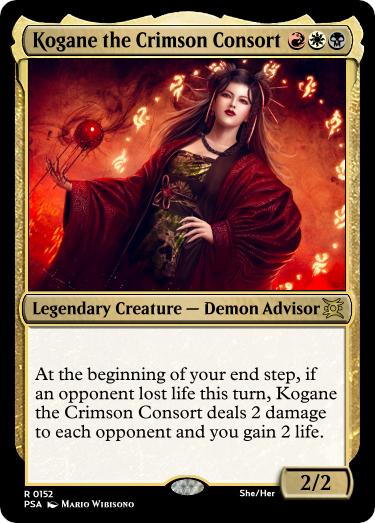 Kogane the Crimson Consort
Legendary Creature — Demon Advisor
At the beginning of your end step, if
an opponent lost life this turn, Kogane
the Crimson Consort deals 2 damage
to each opponent and you gain 2 life.
2/2
R 0152
She/Her
PSA Mario Wibisono